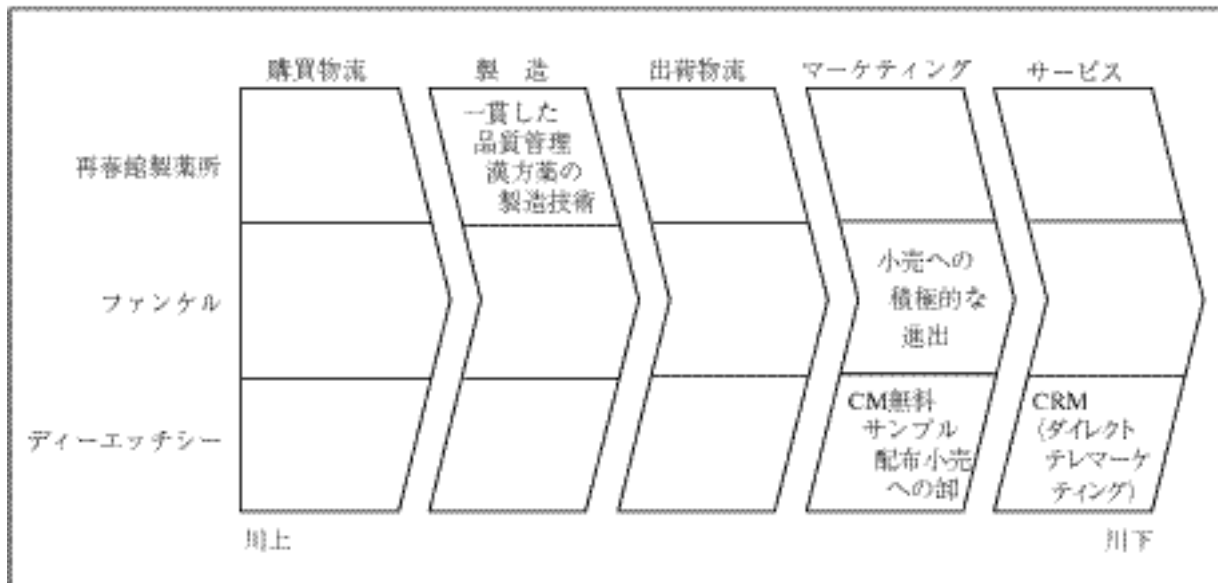 購買物流 製造 出荷物流 マーケティング サービス
再春館製薬所
一貫した
品質管理
漢方薬の
製造技術
ファンケル
小売への
積極的な
進出
ディーエッチシー
CM無料
サンプル
配布小売
への卸
CRM
(ダイレクト
テレマーケ
ティング)
川上 川下